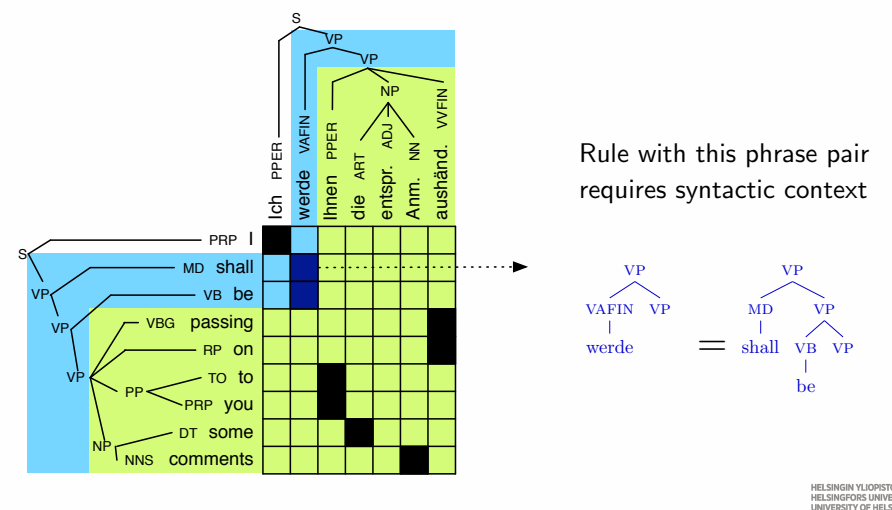 S
VP
VP
NP
Ich PPER
werde VAFIN
Ihnen PPER
die ART
entspr. ADJ
Anm. NN
aushänd. VVFIN
Rule with this phrase pair
requires syntactic context
S
PRP I
VP
MD shall
VP
VB be
VBG passing
RP on
VP
PP
TO to
PRP you
NP
DT some
NNS comments
VP
VAFIN VP
werde
=
VP
MD VP
shall VB VP
be
HELSINGIN YLIOPISTO
HELSINGFORS UNIVE
UNIVERSITY OF HELS